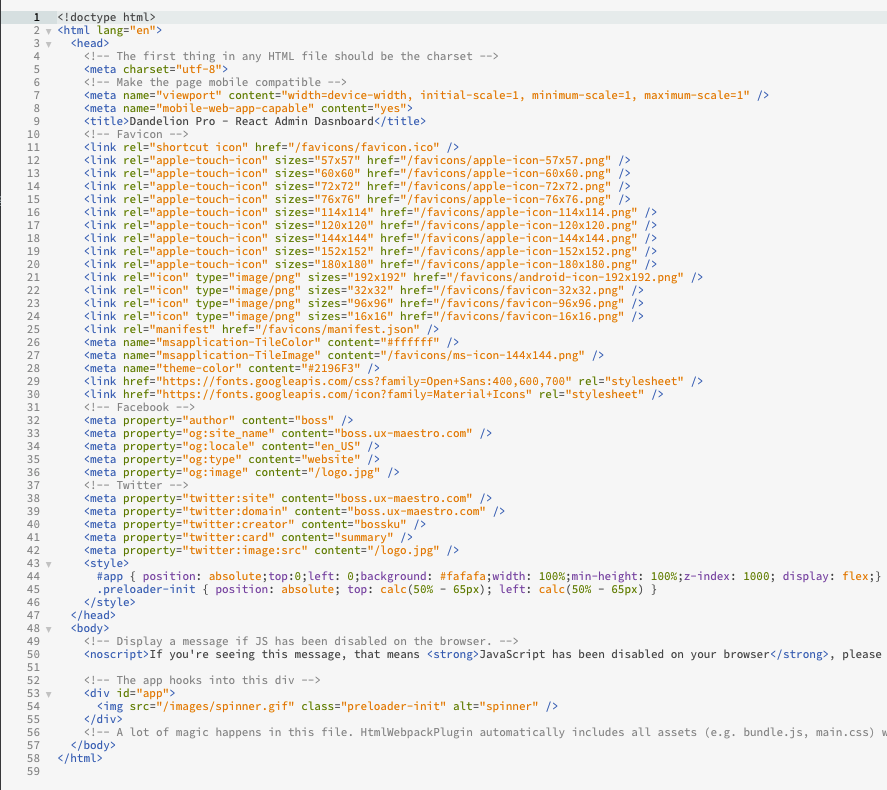 1 <!doctype html>
2 <html lang="en">
3 <head>
4 <!-- The first thing in any HTML file should be the charset -->
5 <meta charset="utf-8">
6 <!-- Make the page mobile compatible -->
7 <meta name="viewport" content="width=device-width, initial-scale=1, minimum-scale=1, maximum-scale=1" />
8 <meta name="mobile-web-app-capable" content="yes">
9 <title>Dandelion Pro - React Admin Dasnboard</title>
10 <!-- Favicon -->
11 <link rel="shortcut icon" href="/favicons/favicon.ico" />
12 <link rel="apple-touch-icon" sizes="57x57" href="/favicons/apple-icon-57x57.png" />
13 <link rel="apple-touch-icon" sizes="60x60" href="/favicons/apple-icon-60x60.png" />
14 <link rel="apple-touch-icon" sizes="72x72" href="/favicons/apple-icon-72x72.png" />
15 <link rel="apple-touch-icon" sizes="76x76" href="/favicons/apple-icon-76x76.png" />
16 <link rel="apple-touch-icon" sizes="114x114" href="/favicons/apple-icon-114x114.png" />
17 <link rel="apple-touch-icon" sizes="120x120" href="/favicons/apple-icon-120x120.png" />
18 <link rel="apple-touch-icon" sizes="144x144" href="/favicons/apple-icon-144x144.png" />
19 <link rel="apple-touch-icon" sizes="152x152" href="/favicons/apple-icon-152x152.png" />
20 <link rel="apple-touch-icon" sizes="180x180" href="/favicons/apple-icon-180x180.png" />
21 <link rel="icon" type="image/png" sizes="192x192" href="/favicons/android-icon-192x192.png" />
22 <link rel="icon" type="image/png" sizes="32x32" href="/favicons/favicon-32x32.png" />
23 <link rel="icon" type="image/png" sizes="96x96" href="/favicons/favicon-96x96.png" />
24 <link rel="icon" type="image/png" sizes="16x16" href="/favicons/favicon-16x16.png" />
25 <link rel="manifest" href="/favicons/manifest.json" />
26 <meta name="msapplication-TileColor" content="#ffffff" />
27 <meta name="msapplication-TileImage" content="/favicons/ms-icon-144x144.png" />
28 <meta name="theme-color" content="#2196F3" />
29 <link href="https://fonts.googleapis.com/css?family=Open+Sans:400,600,700" rel="stylesheet" />
30 <link href="https://fonts.googleapis.com/icon?family=Material+Icons" rel="stylesheet" />
31 <!-- Facebook -->
32 <meta property="author" content="boss" />
33 <meta property="og:site_name" content="boss.ux-maestro.com" />
34 <meta property="og:locale" content="en_US" />
35 <meta property="og:type" content="website" />
36 <meta property="og:image" content="/logo.jpg" />
37 <!-- Twitter -->
38 <meta property="twitter:site" content="boss.ux-maestro.com" />
39 <meta property="twitter:domain" content="boss.ux-maestro.com" />
40 <meta property="twitter:creator" content="bossku" />
41 <meta property="twitter:card" content="summary" />
42 <meta property="twitter:image:src" content="/logo.jpg" />
43 <style>
44 #app { position: absolute;top:0;left: 0;background: #fafafa;width: 100%;min-height: 100%;z-index: 1000; display: flex;}
45 .preloader-init { position: absolute; top: calc(50% - 65px); left: calc(50% - 65px) }
46 </style>
47 </head>
48 <body>
49 <!-- Display a message if JS has been disabled on the browser. -->
50 <noscript>If you're seeing this message, that means <strong>JavaScript has been disabled on your browser</strong>, please
51
52 <!-- The app hooks into this div -->
53 <div id="app">
54 <img src="/images/spinner.gif" class="preloader-init" alt="spinner" />
55 </div>
56 <!-- A lot of magic happens in this file. HtmlWebpackPlugin automatically includes all assets (e.g. bundle.js, main.css) w
57 </body>
58 </html>
59